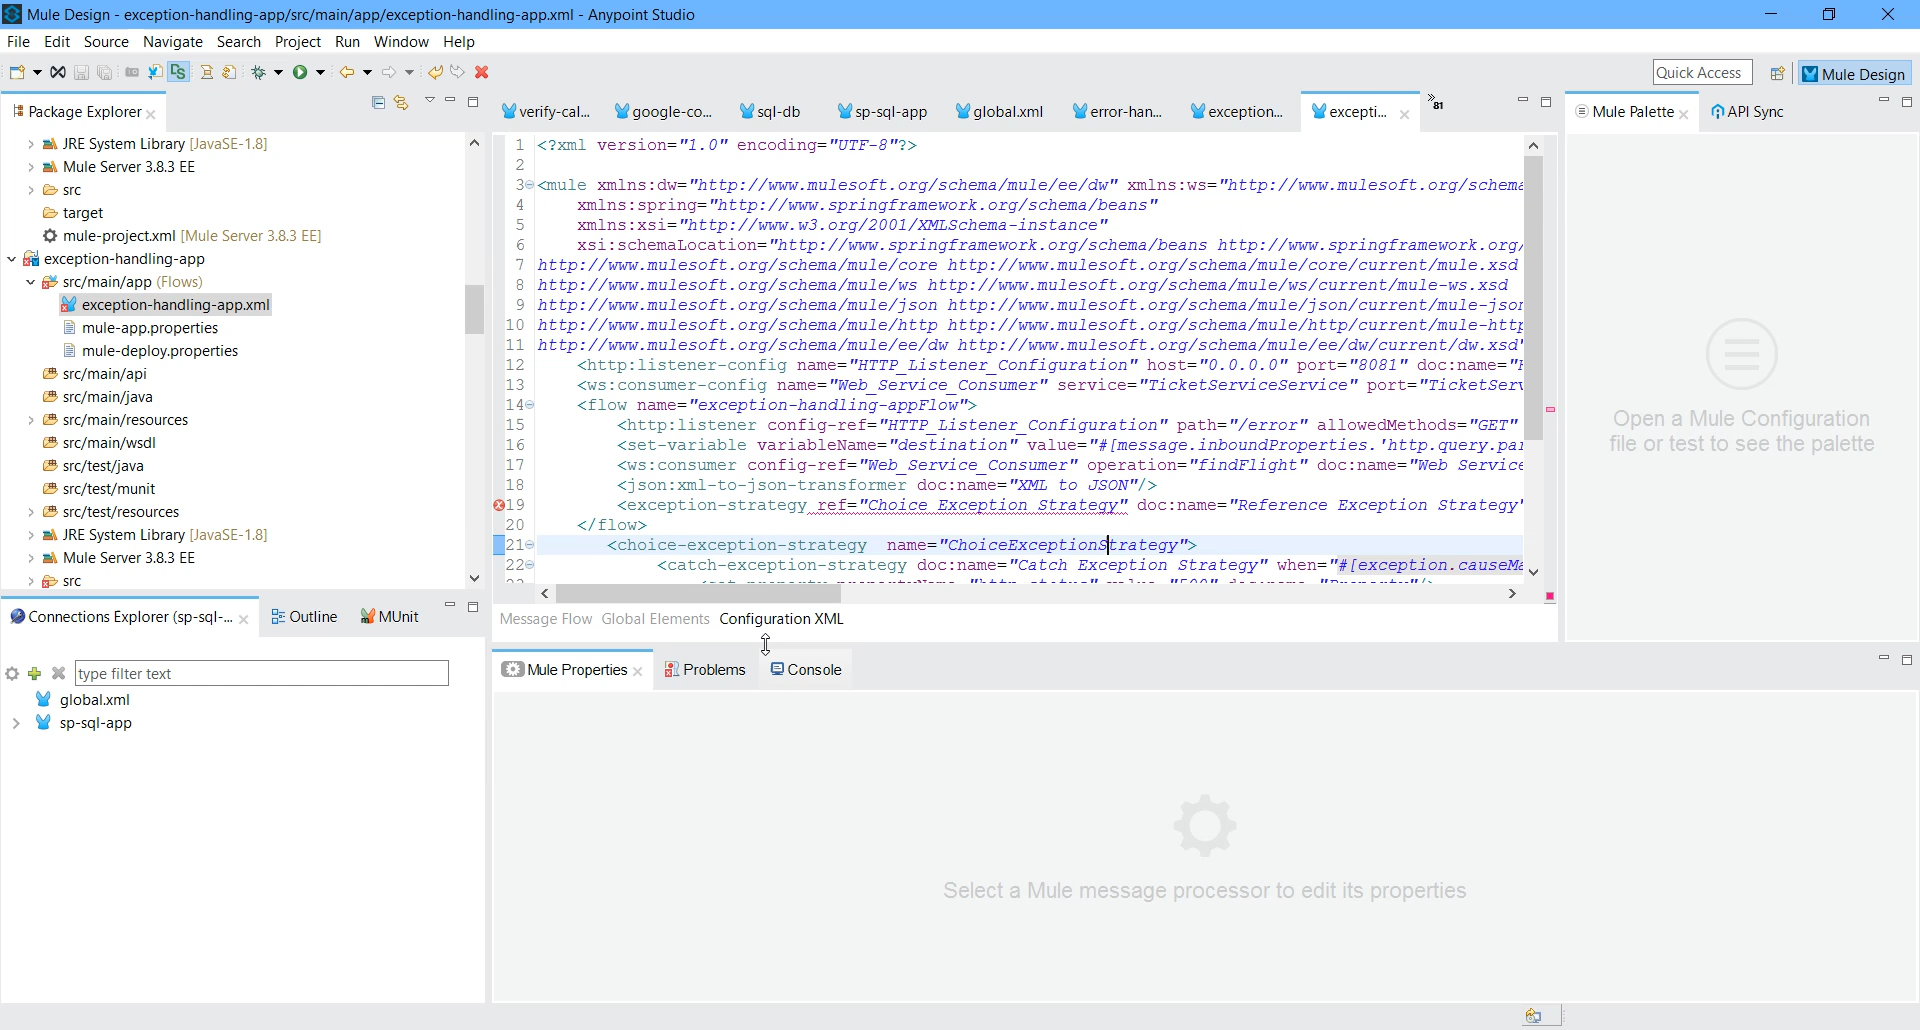 Mule Design - exception-handling-app/src/main/app/exception-handling-app.xml - Anypoint Studio
File Edit Source Navigate Search Project Run Window Help
Quick Access
Mule Design
Package Explorer
JRE System Library [JavaSE-1.8]
Mule Server 3.8.3 EE
src
target
mule-project.xml [Mule Server 3.8.3 EE]
exception-handling-app
src/main/app (Flows)
exception-handling-app.xml
mule-app.properties
mule-deploy.properties
src/main/api
src/main/java
src/main/resources
src/main/wsdl
src/test/java
src/test/munit
src/test/resources
JRE System Library [JavaSE-1.8]
Mule Server 3.8.3 EE
src
verify-cal... google-co... sql-db sp-sql-app global.xml error-han... exception... excepti... »81
1 <?xml version="1.0" encoding="UTF-8"?>
2
3 <mule xmlns:dw="http://www.mulesoft.org/schema/mule/ee/dw" xmlns:ws="http://www.mulesoft.org/schema
4 xmlns:spring="http://www.springframework.org/schema/beans"
5 xmlns:xsi="http://www.w3.org/2001/XMLSchema-instance"
6 xsi:schemaLocation="http://www.springframework.org/schema/beans http://www.springframework.org/
7 http://www.mulesoft.org/schema/mule/core http://www.mulesoft.org/schema/mule/core/current/mule.xsd
8 http://www.mulesoft.org/schema/mule/ws http://www.mulesoft.org/schema/mule/ws/current/mule-ws.xsd
9 http://www.mulesoft.org/schema/mule/json http://www.mulesoft.org/schema/mule/json/current/mule-json
10 http://www.mulesoft.org/schema/mule/http http://www.mulesoft.org/schema/mule/http/current/mule-http
11 http://www.mulesoft.org/schema/mule/ee/dw http://www.mulesoft.org/schema/mule/ee/dw/current/dw.xsd"
12 <http:listener-config name="HTTP_Listener_Configuration" host="0.0.0.0" port="8081" doc:name="
13 <ws:consumer-config name="Web_Service_Consumer" service="TicketServiceService" port="TicketServ
14 <flow name="exception-handling-appFlow">
15 <http:listener config-ref="HTTP_Listener_Configuration" path="/error" allowedMethods="GET"
16 <set-variable variableName="destination" value="#[message.inboundProperties.'http.query.par
17 <ws:consumer config-ref="Web_Service_Consumer" operation="findFlight" doc:name="Web Service
18 <json:xml-to-json-transformer doc:name="XML to JSON"/>
19 <exception-strategy ref="Choice_Exception_Strategy" doc:name="Reference Exception Strategy"
20 </flow>
21 <choice-exception-strategy name="ChoiceExceptionStrategy">
22 <catch-exception-strategy doc:name="Catch Exception Strategy" when="#[exception.causeMa
Message Flow Global Elements Configuration XML
Mule Palette API Sync
Open a Mule Configuration
file or test to see the palette
Connections Explorer (sp-sql-... Outline MUnit
type filter text
global.xml
sp-sql-app
Mule Properties Problems Console
Select a Mule message processor to edit its properties